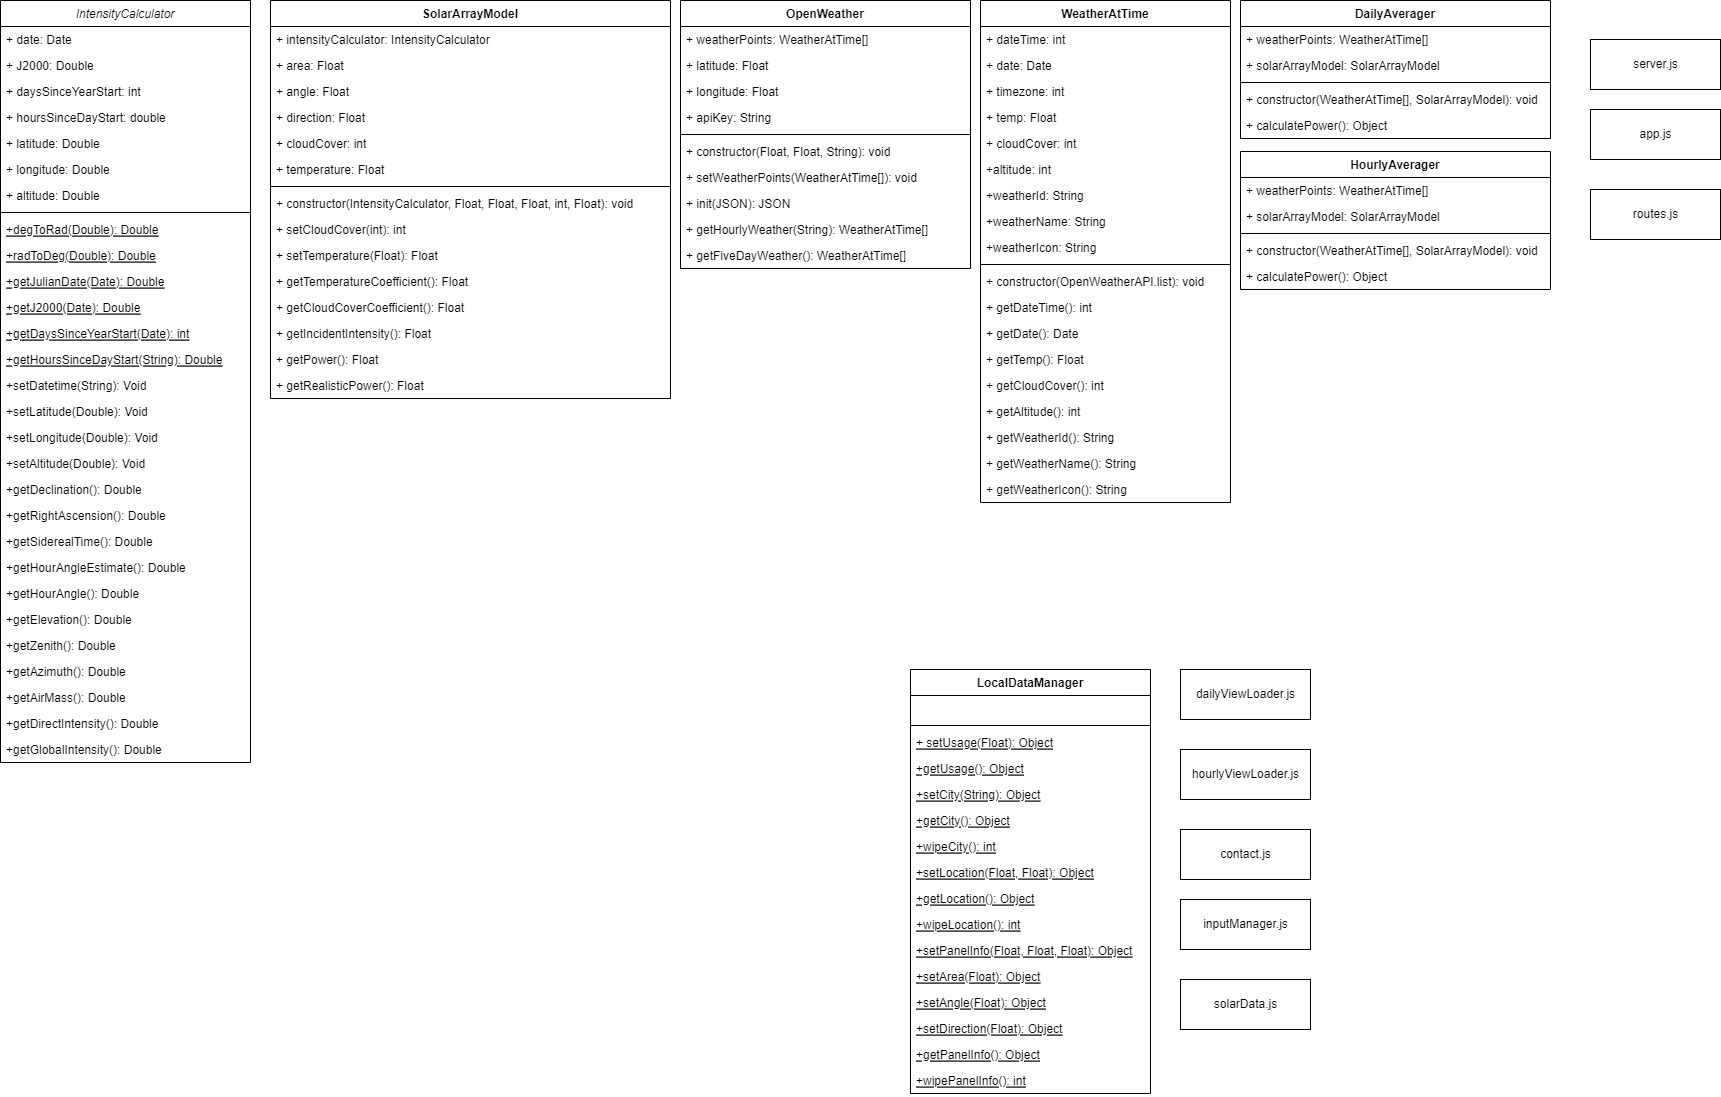 IntensityCalculator
+ date: Date
+ J2000: Double
+ daysSinceYearStart: int
+ hoursSinceDayStart: double
+ latitude: Double
+ longitude: Double
+ altitude: Double
+degToRad(Double): Double
+radToDeg(Double): Double
+getJulianDate(Date): Double
+getJ2000(Date): Double
+getDaysSinceYearStart(Date): int
+getHoursSinceDayStart(String): Double
+setDatetime(String): Void
+setLatitude(Double): Void
+setLongitude(Double): Void
+setAltitude(Double): Void
+getDeclination(): Double
+getRightAscension(): Double
+getSiderealTime(): Double
+getHourAngleEstimate(): Double
+getHourAngle(): Double
+getElevation(): Double
+getZenith(): Double
+getAzimuth(): Double
+getAirMass(): Double
+getDirectIntensity(): Double
+getGlobalIntensity(): Double
SolarArrayModel
+ intensityCalculator: IntensityCalculator
+ area: Float
+ angle: Float
+ direction: Float
+ cloudCover: int
+ temperature: Float
+ constructor(IntensityCalculator, Float, Float, Float, int, Float): void
+ setCloudCover(int): int
+ setTemperature(Float): Float
+ getTemperatureCoefficient(): Float
+ getCloudCoverCoefficient(): Float
+ getIncidentIntensity(): Float
+ getPower(): Float
+ getRealisticPower(): Float
OpenWeather
+ weatherPoints: WeatherAtTime[]
+ latitude: Float
+ longitude: Float
+ apiKey: String
+ constructor(Float, Float, String): void
+ setWeatherPoints(WeatherAtTime[]): void
+ init(JSON): JSON
+ getHourlyWeather(String): WeatherAtTime[]
+ getFiveDayWeather(): WeatherAtTime[]
WeatherAtTime
+ dateTime: int
+ date: Date
+ timezone: int
+ temp: Float
+ cloudCover: int
+altitude: int
+weatherId: String
+weatherName: String
+weatherIcon: String
+ constructor(OpenWeatherAPI.list): void
+ getDateTime(): int
+ getDate(): Date
+ getTemp(): Float
+ getCloudCover(): int
+ getAltitude(): int
+ getWeatherId(): String
+ getWeatherName(): String
+ getWeatherIcon(): String
DailyAverager
+ weatherPoints: WeatherAtTime[]
+ solarArrayModel: SolarArrayModel
+ constructor(WeatherAtTime[], SolarArrayModel): void
+ calculatePower(): Object
HourlyAverager
+ weatherPoints: WeatherAtTime[]
+ solarArrayModel: SolarArrayModel
+ constructor(WeatherAtTime[], SolarArrayModel): void
+ calculatePower(): Object
server.js
app.js
routes.js
LocalDataManager
+ setUsage(Float): Object
+getUsage(): Object
+setCity(String): Object
+getCity(): Object
+wipeCity(): int
+setLocation(Float, Float): Object
+getLocation(): Object
+wipeLocation(): int
+setPanelInfo(Float, Float, Float): Object
+setArea(Float): Object
+setAngle(Float): Object
+setDirection(Float): Object
+getPanelInfo(): Object
+wipePanelInfo(): int
dailyViewLoader.js
hourlyViewLoader.js
contact.js
inputManager.js
solarData.js